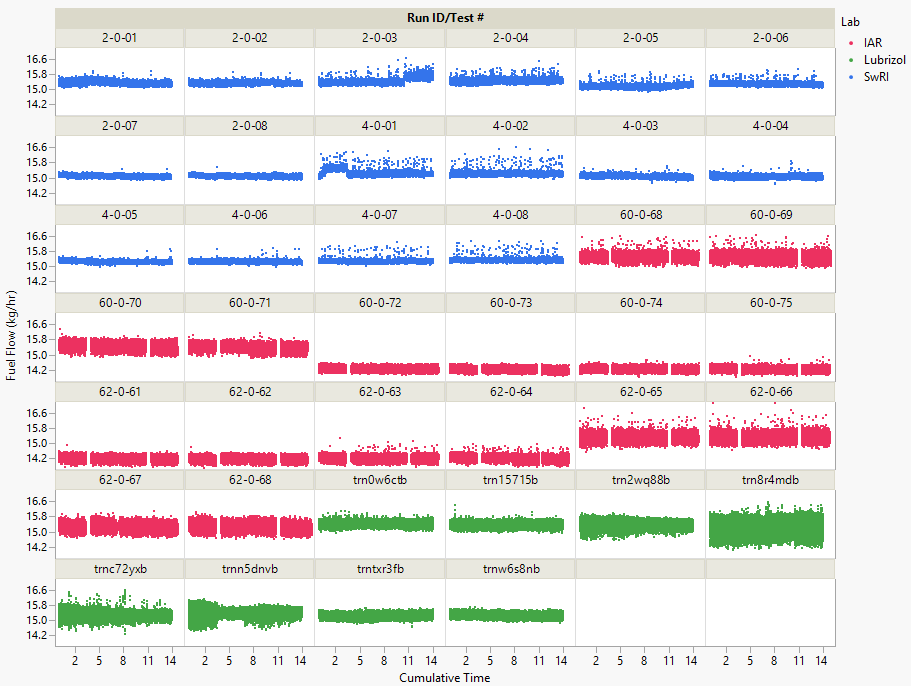 Run ID/Test #
Lab
IAR
Lubrizol
SwRI
2-0-01 2-0-02 2-0-03 2-0-04 2-0-05 2-0-06
16.6
15.8
15.0
14.2
2-0-07 2-0-08 4-0-01 4-0-02 4-0-03 4-0-04
16.6
15.8
15.0
14.2
4-0-05 4-0-06 4-0-07 4-0-08 60-0-68 60-0-69
16.6
15.8
15.0
14.2
60-0-70 60-0-71 60-0-72 60-0-73 60-0-74 60-0-75
16.6
15.8
15.0
14.2
62-0-61 62-0-62 62-0-63 62-0-64 62-0-65 62-0-66
16.6
15.8
15.0
14.2
62-0-67 62-0-68 trn0w6ctb trn15715b trn2wq88b trn8r4mdb
16.6
15.8
15.0
14.2
trnc72yxb trnn5dnvb trntxr3fb trnw6s8nb
16.6
15.8
15.0
14.2
Fuel Flow (kg/hr)
2 5 8 11 14 2 5 8 11 14 2 5 8 11 14 2 5 8 11 14 2 5 8 11 14 2 5 8 11 14
Cumulative Time